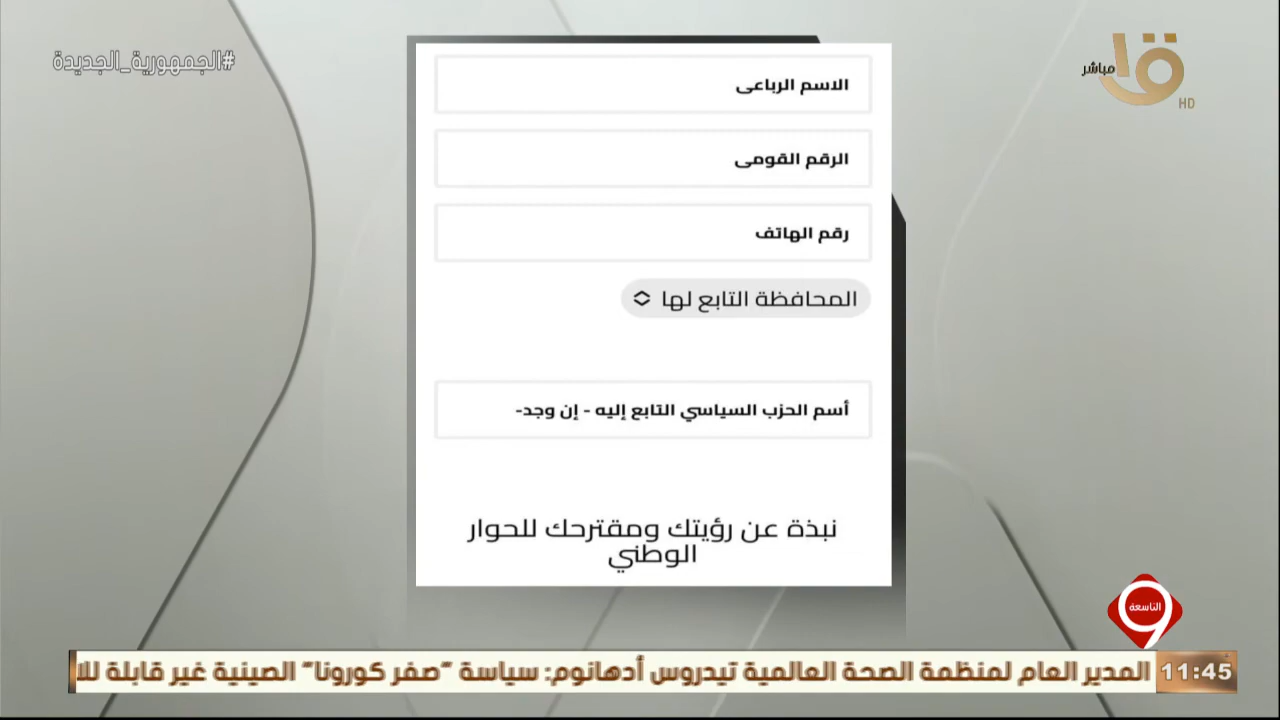 #الجمهورية_الجديدة
مباشر
HD
الاسم الرباعى
الرقم القومى
رقم الهاتف
المحافظة التابع لها
أسم الحزب السياسي التابع إليه - إن وجد-
نبذة عن رؤيتك ومقترحك للحوار
الوطني
التاسعة
9
11:45
المدير العام لمنظمة الصحة العالمية تيدروس أدهانوم: سياسة "صفر كورونا" الصينية غير قابلة للا